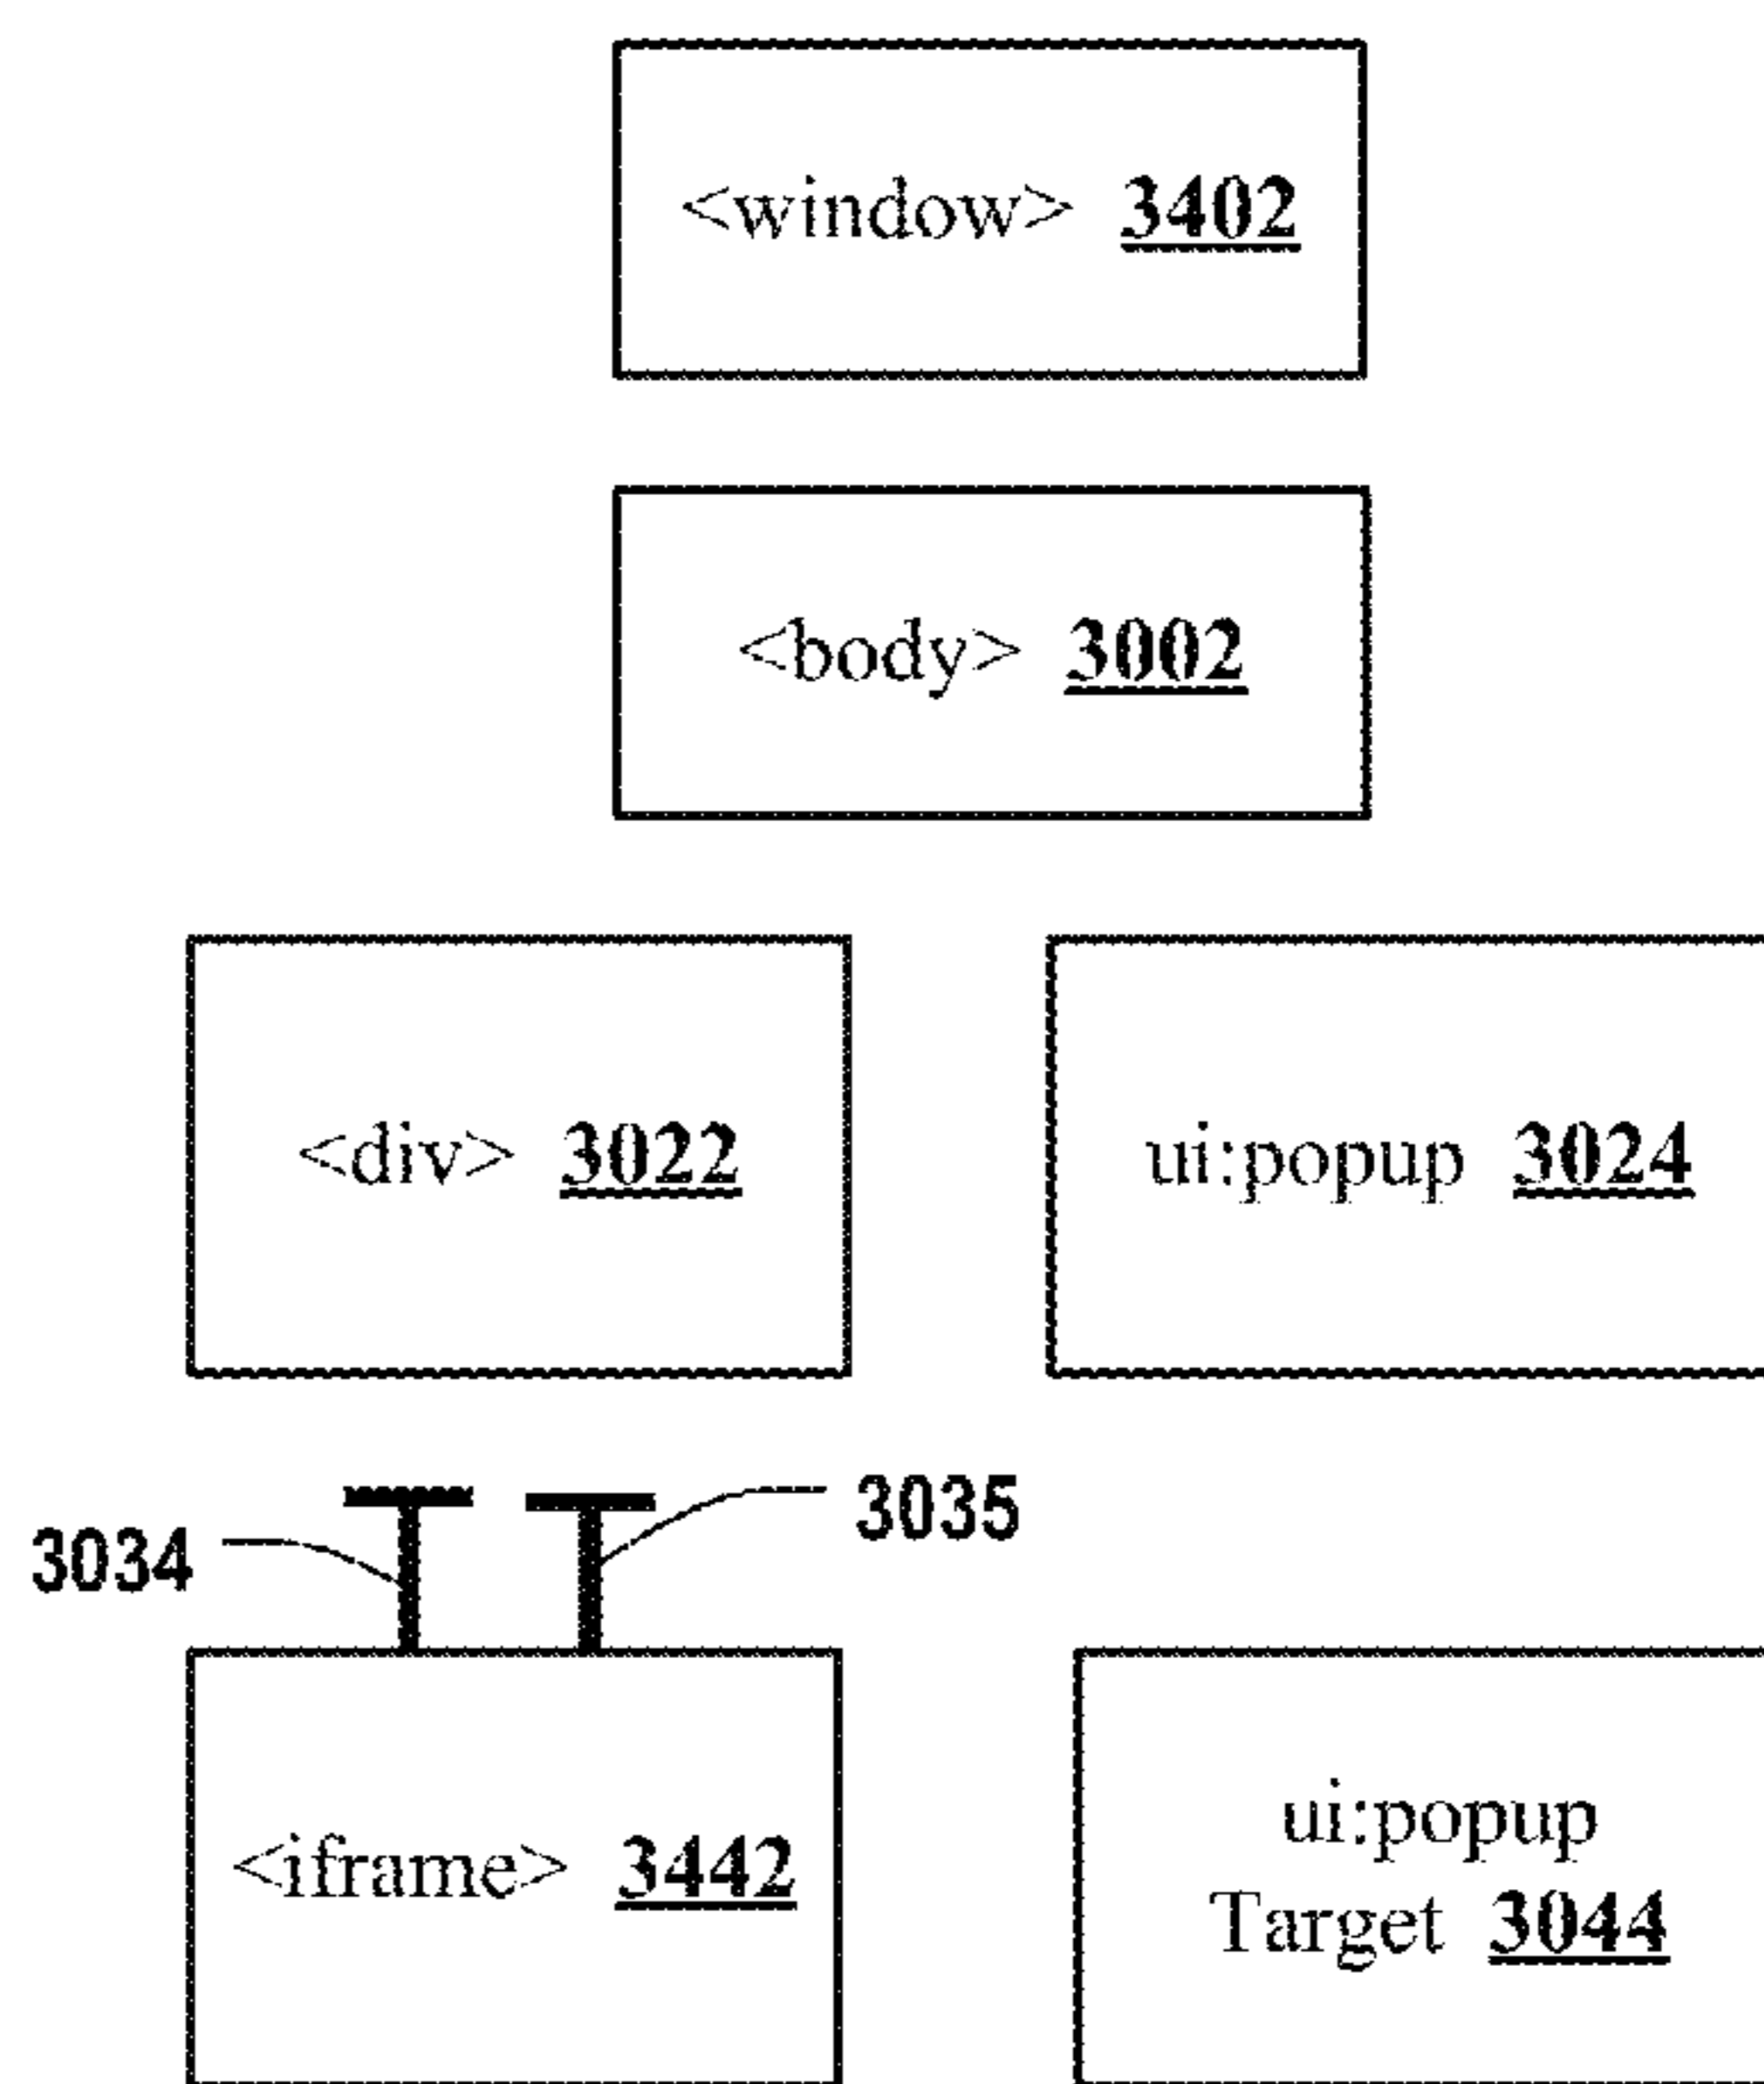 <window> 3402
<body> 3002
<div> 3022
ui:popup 3024
3034
3035
<iframe> 3442
ui:popup
Target 3044